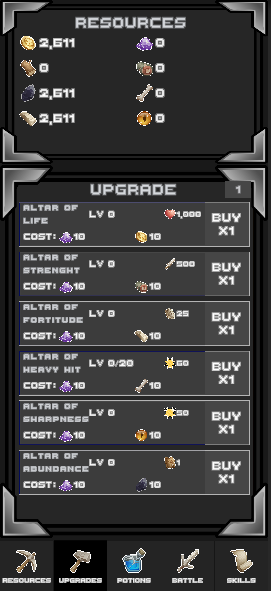 RESOURCES
2,611 0
0 0
2,611 0
2,611 0
UPGRADE 1
ALTAR OF LIFE LV 0 1,000 BUY X1
COST: 10 10
ALTAR OF STRENGHT LV 0 500 BUY X1
COST: 10 10
ALTAR OF FORTITUDE LV 0 25 BUY X1
COST: 10 10
ALTAR OF HEAVY HIT LV 0/20 60 BUY X1
COST: 10 10
ALTAR OF SHARPNESS LV 0 50 BUY X1
COST: 10 10
ALTAR OF ABUNDANCE LV 0 1 BUY X1
COST: 10 10
RESOURCES UPGRADES POTIONS BATTLE SKILLS